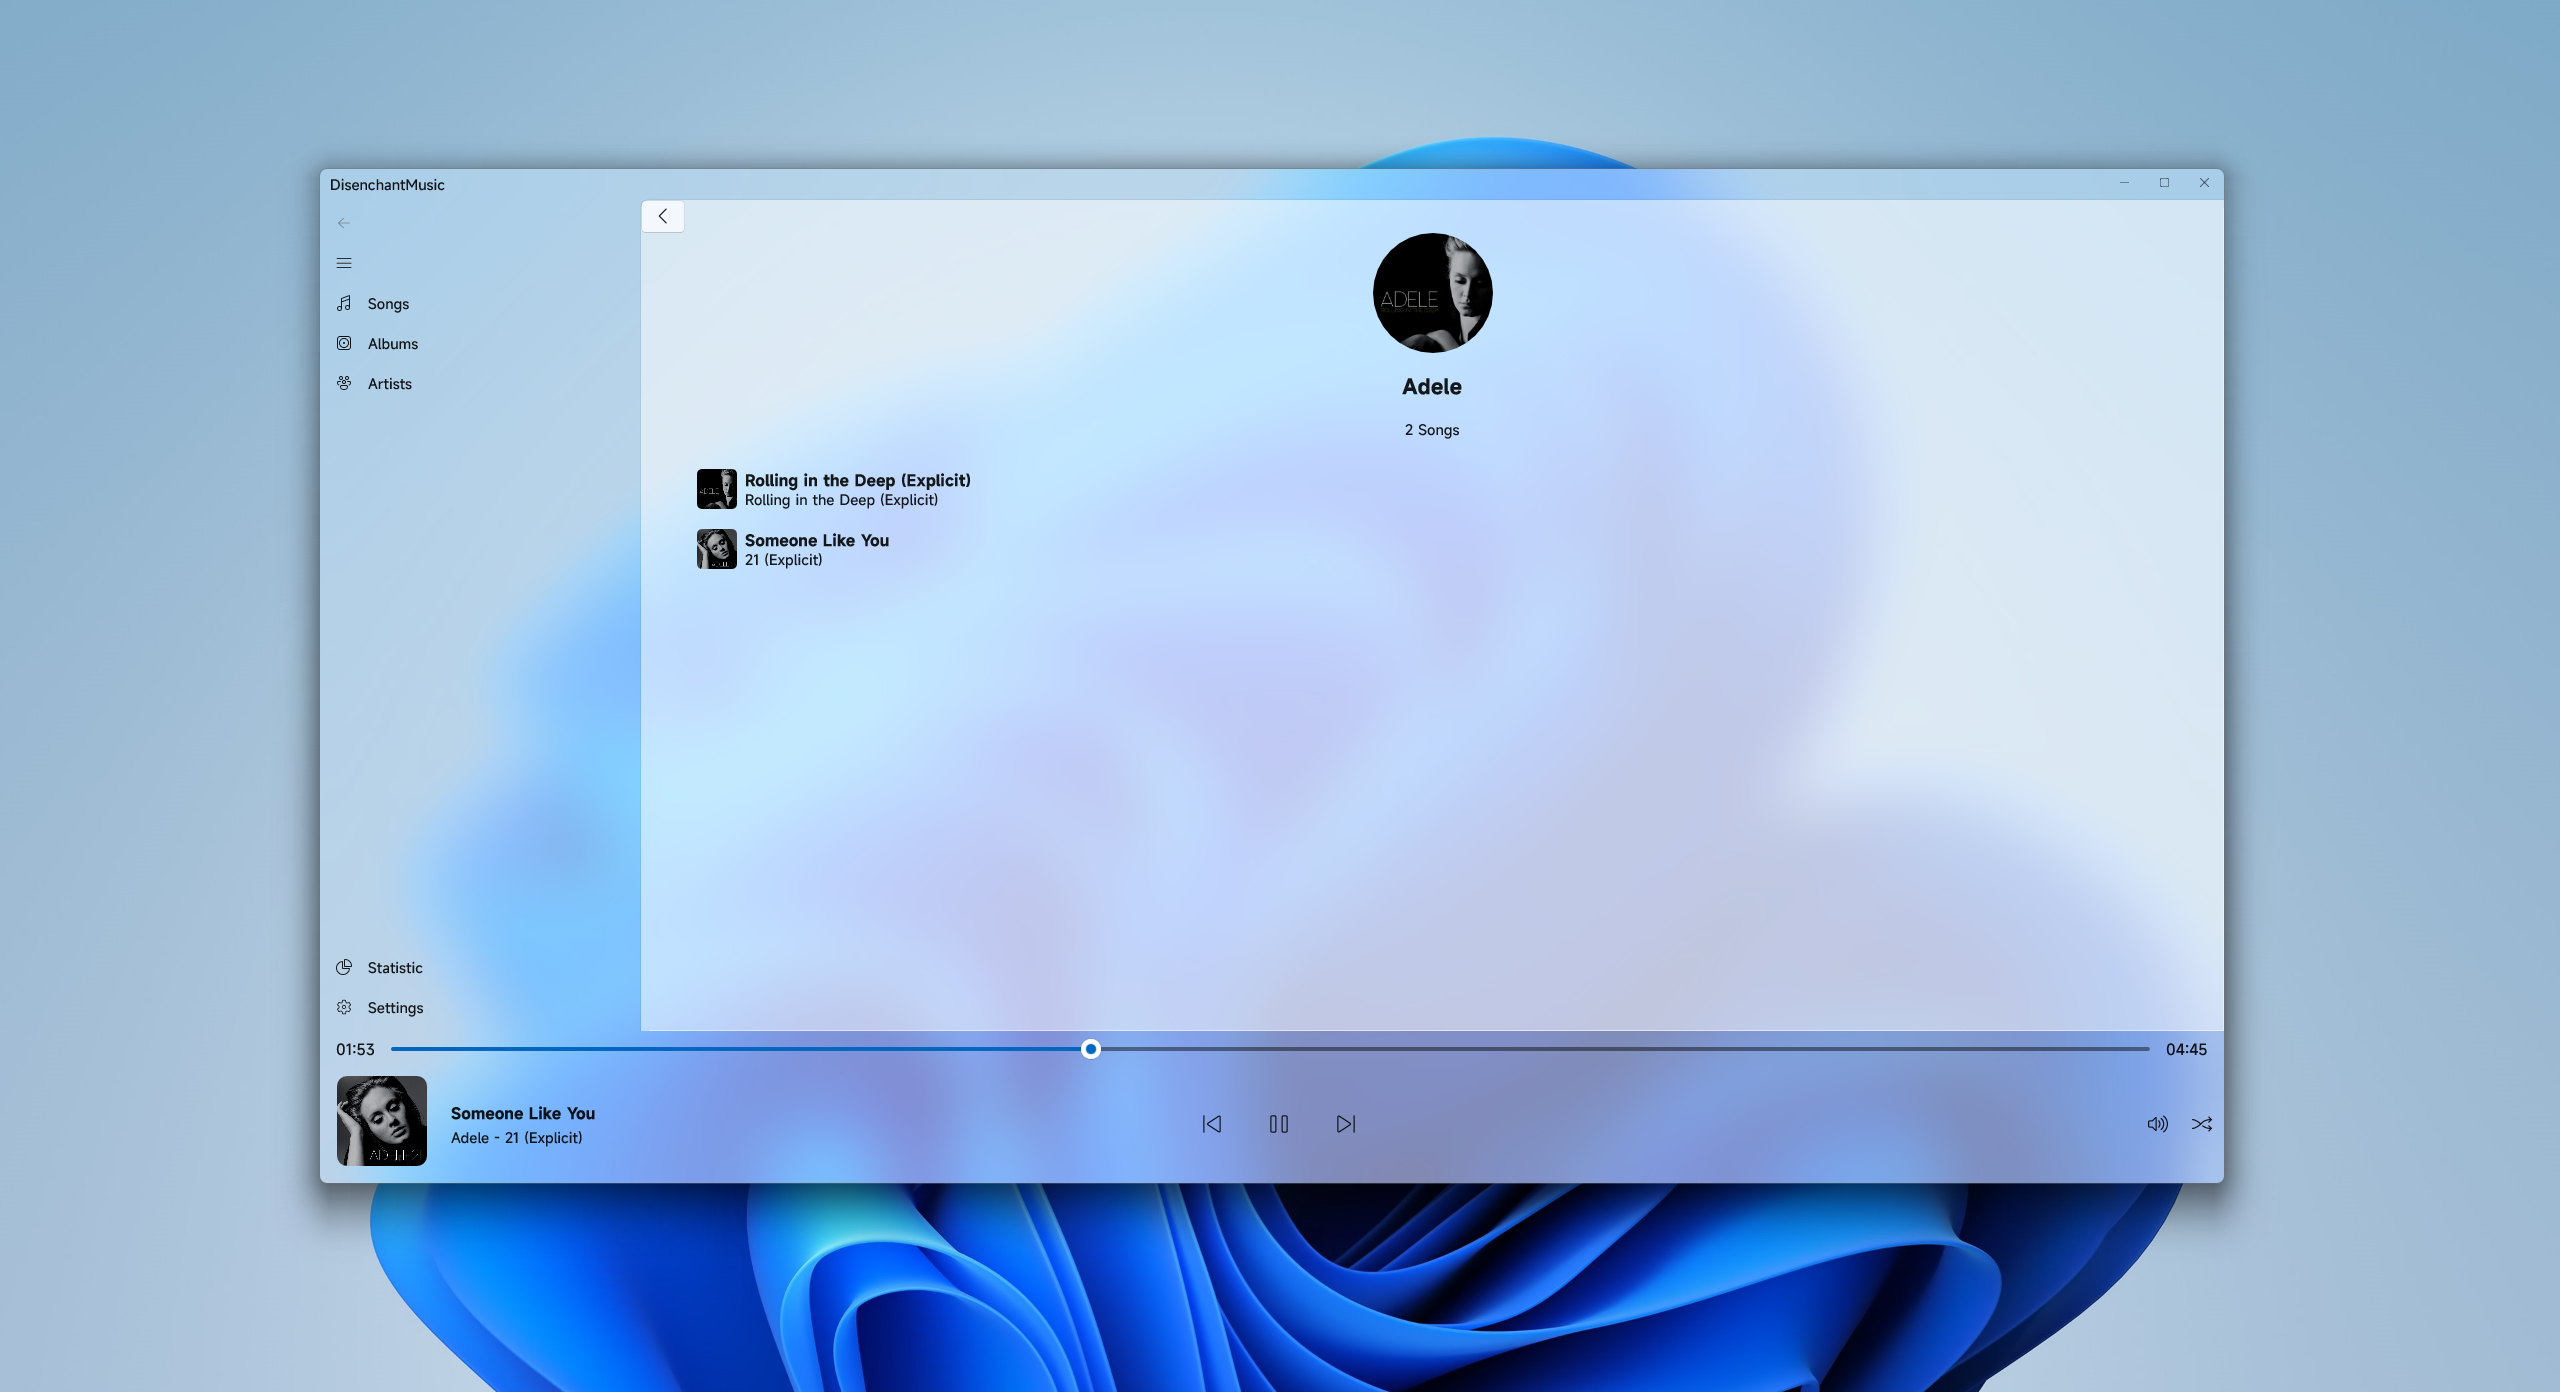 DisenchantMusic
Songs
Albums
Artists
ADELE
Adele
2 Songs
Rolling in the Deep (Explicit)
Rolling in the Deep (Explicit)
Someone Like You
21 (Explicit)
Statistic
Settings
01:53
04:45
Someone Like You
Adele - 21 (Explicit)